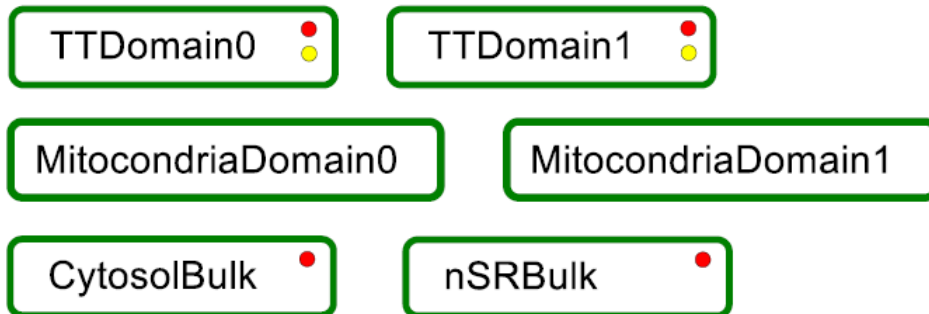 TTDomain0 TTDomain1
MitocondriaDomain0 MitocondriaDomain1
CytosolBulk nSRBulk